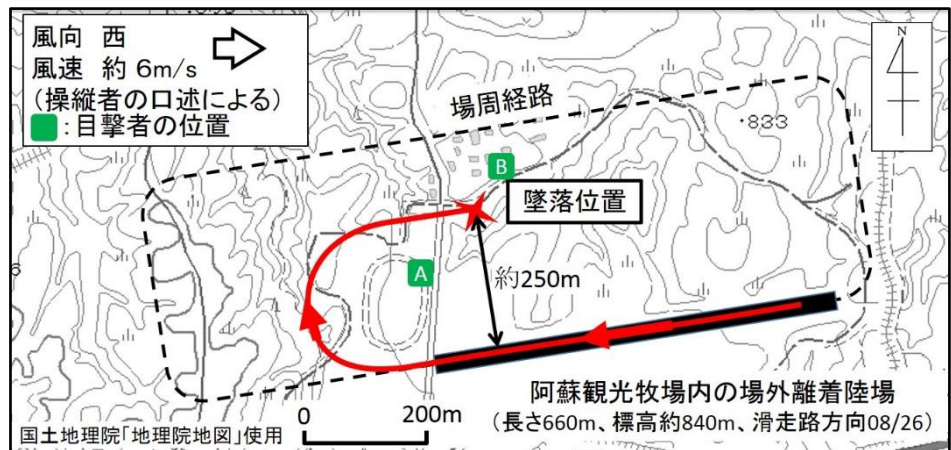 風向 西
風速 約 6m/s
(操縦者の口述による)
:目撃者の位置
N
場周経路
・833
B
墜落位置
A
約250m
阿蘇観光牧場内の場外離着陸場
(長さ660m、標高約840m、滑走路方向08/26)
0 200m
国土地理院「地理院地図」使用